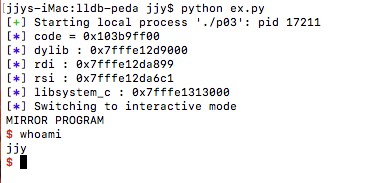 jjys-iMac:lldb-peda jjy$ python ex.py
[+] Starting local process './p03': pid 17211
[*] code = 0x103b9ff00
[*] dylib : 0x7fffe12d9000
[*] rdi : 0x7fffe12da899
[*] rsi : 0x7fffe12da6c1
[*] libsystem_c : 0x7fffe1313000
[*] Switching to interactive mode
MIRROR PROGRAM
$ whoami
jjy
$